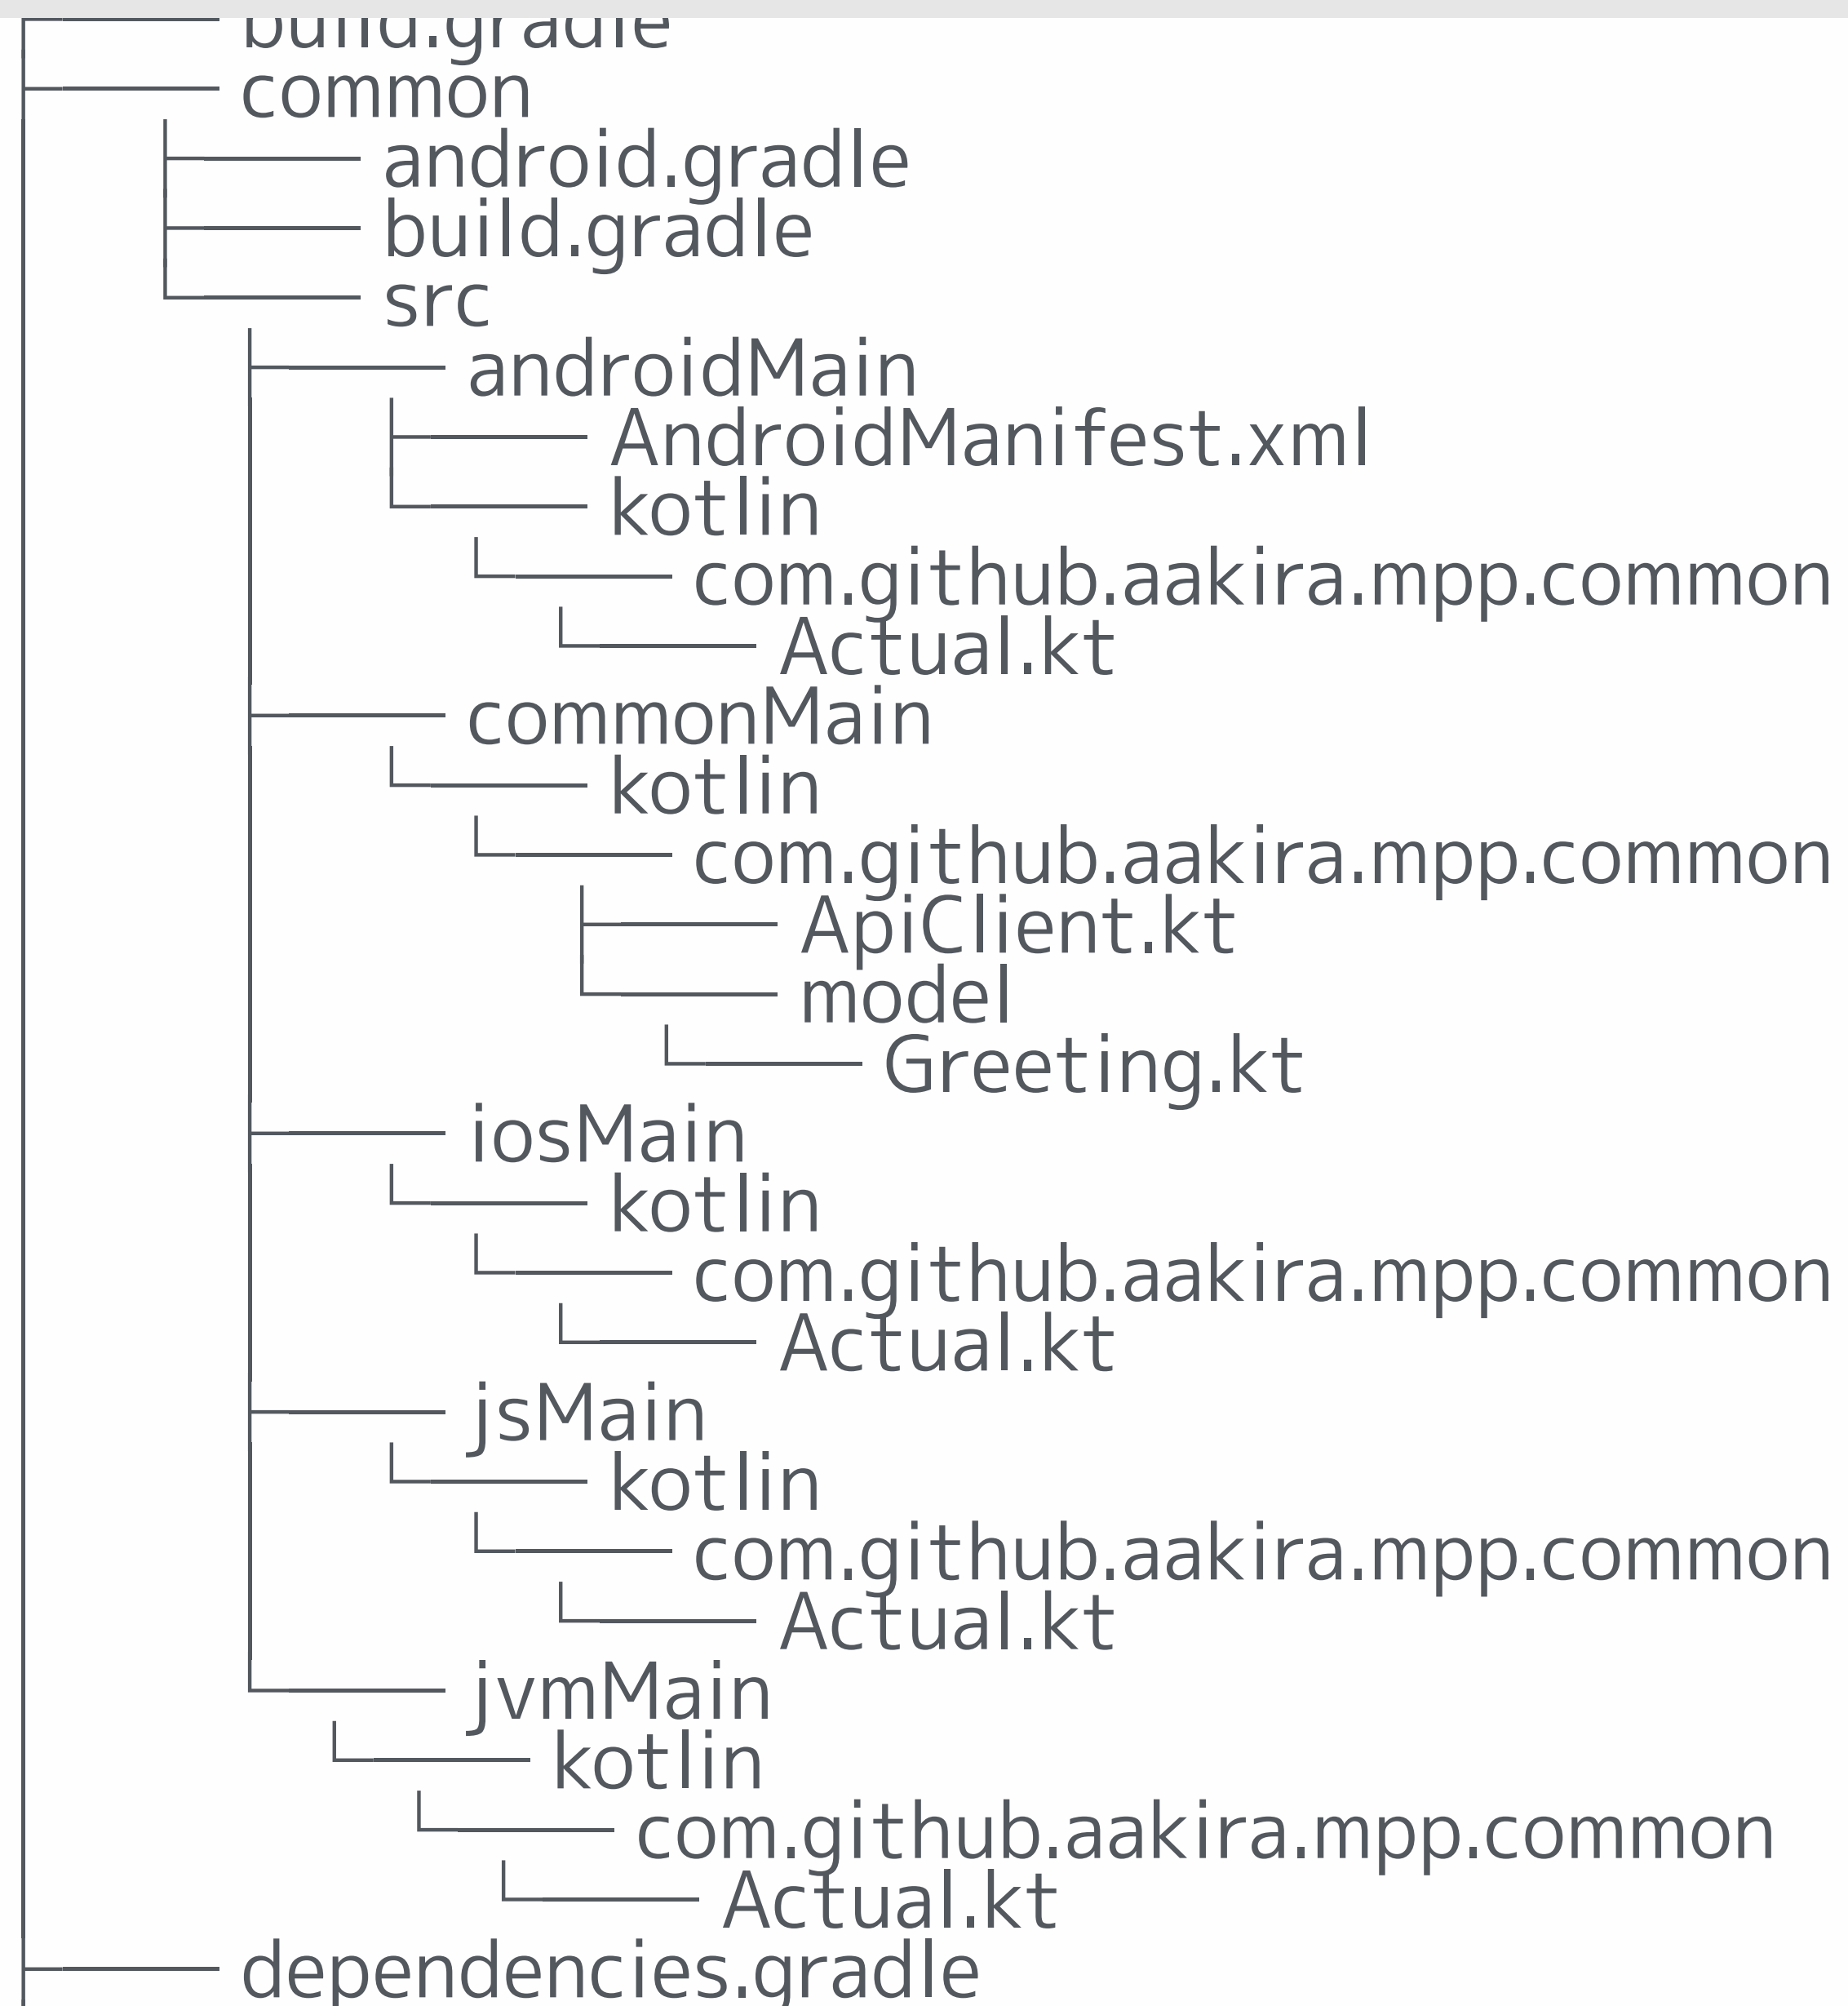 build.gradle
common
android.gradle
build.gradle
src
androidMain
AndroidManifest.xml
kotlin
com.github.aakira.mpp.common
Actual.kt
commonMain
kotlin
com.github.aakira.mpp.common
ApiClient.kt
model
Greeting.kt
iosMain
kotlin
com.github.aakira.mpp.common
Actual.kt
jsMain
kotlin
com.github.aakira.mpp.common
Actual.kt
jvmMain
kotlin
com.github.aakira.mpp.common
Actual.kt
dependencies.gradle